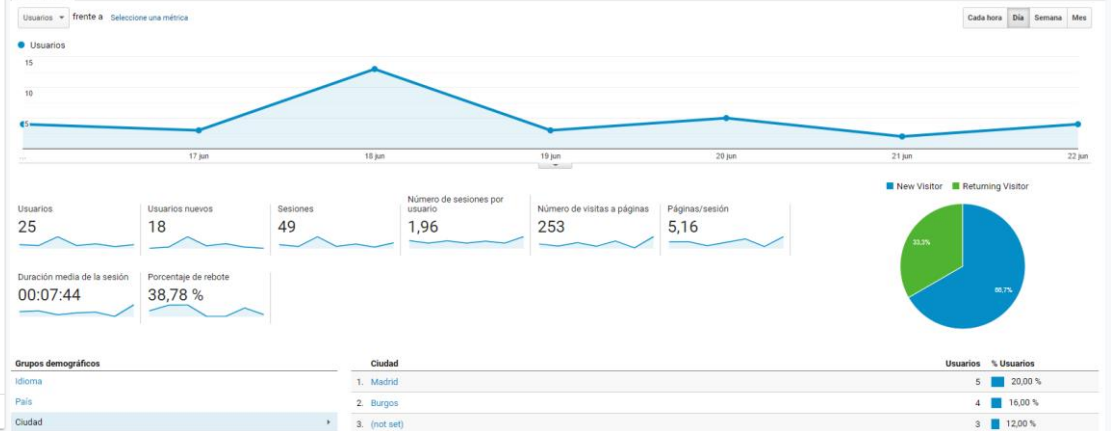 Usuarios frente a Seleccione una métrica
Cada hora Día Semana Mes
Usuarios
15
10
5
... 17 jun 18 jun 19 jun 20 jun 21 jun 22 jun
New Visitor Returning Visitor
Usuarios
25
Usuarios nuevos
18
Sesiones
49
Número de sesiones por
usuario
1,96
Número de visitas a páginas
253
Páginas/sesión
5,16
33,3%
66,7%
Duración media de la sesión
00:07:44
Porcentaje de rebote
38,78 %
Grupos demográficos
Idioma
País
Ciudad
Ciudad Usuarios % Usuarios
1. Madrid 5 20,00 %
2. Burgos 4 16,00 %
3. (not set) 3 12,00 %